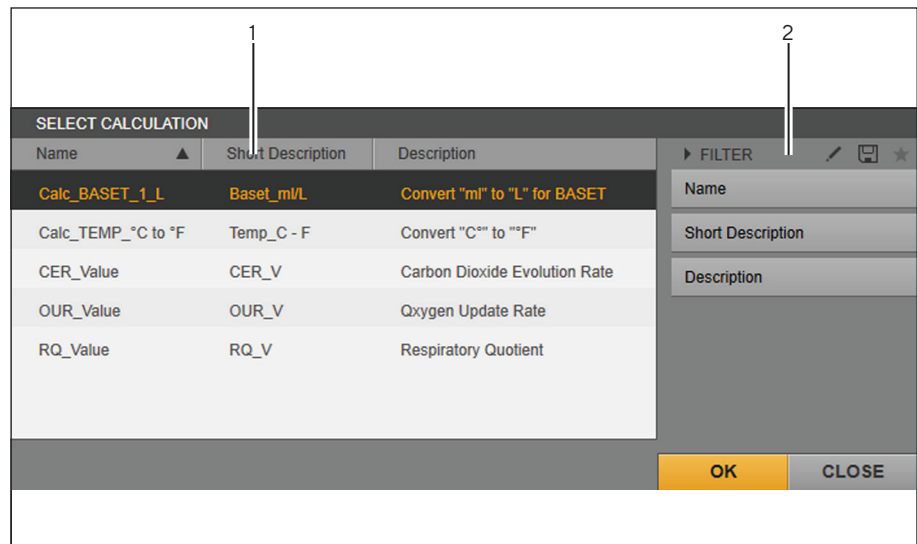 1 2
SELECT CALCULATION
Name Short Description Description FILTER
Calc_BASET_1_L Baset_ml/L Convert "ml" to "L" for BASET Name
Calc_TEMP_°C to °F Temp_C - F Convert "C°" to "°F" Short Description
CER_Value CER_V Carbon Dioxide Evolution Rate Description
OUR_Value OUR_V Qxygen Update Rate
RQ_Value RQ_V Respiratory Quotient
OK CLOSE